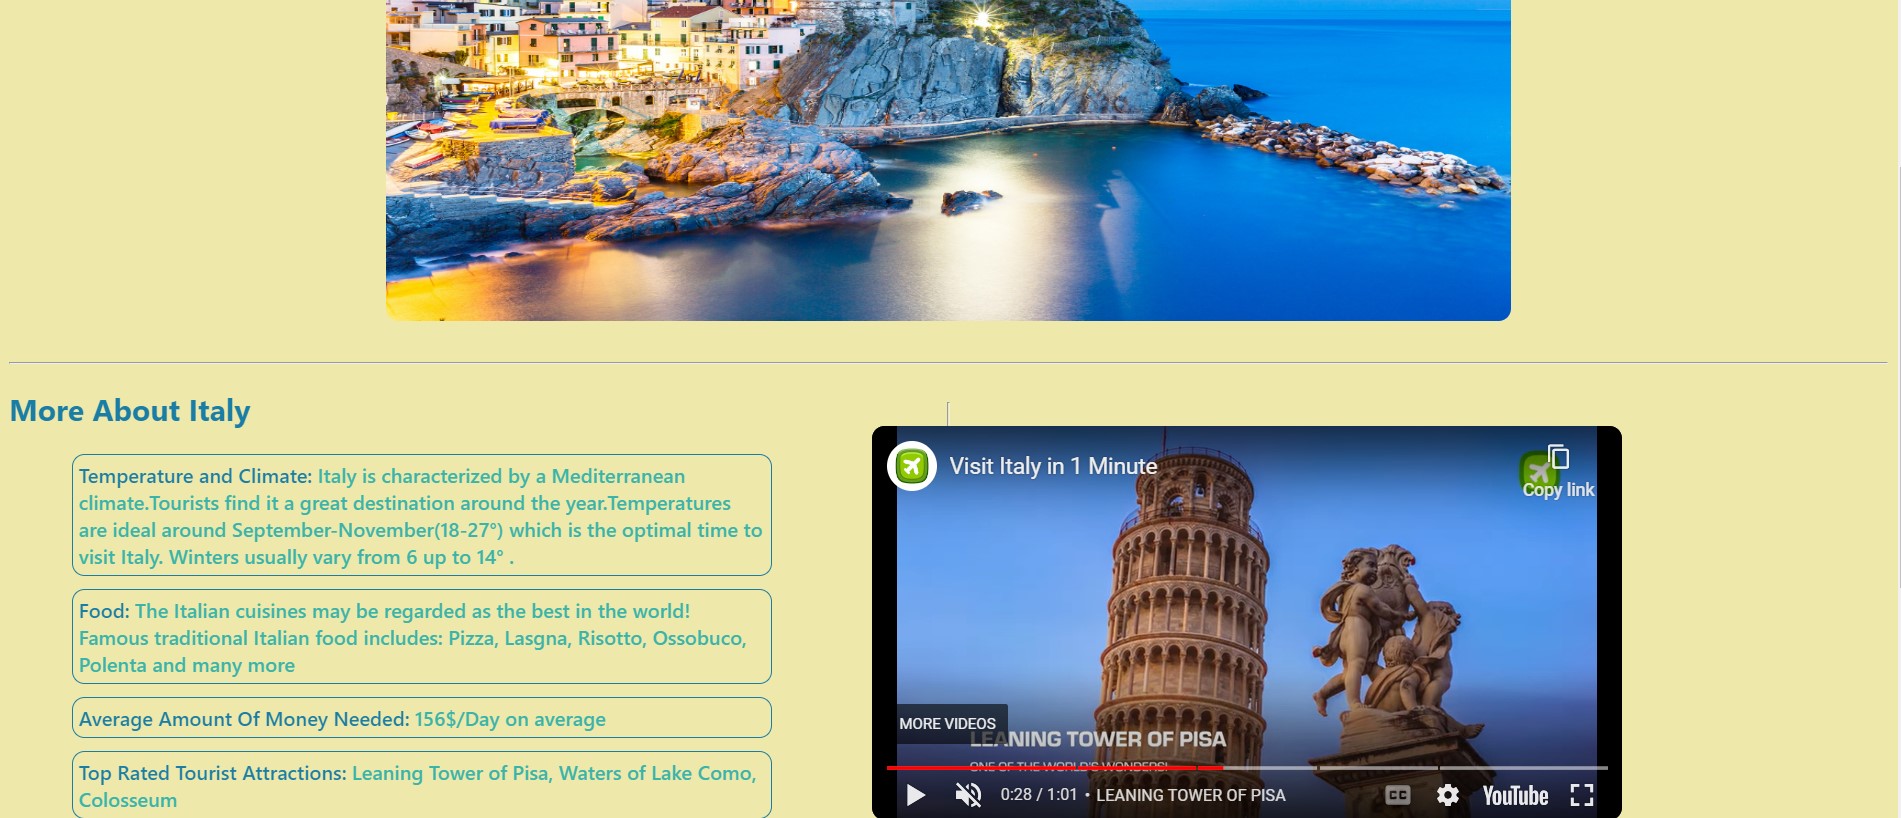 More About Italy
Temperature and Climate: Italy is characterized by a Mediterranean
climate.Tourists find it a great destination around the year.Temperatures
are ideal around September-November(18-27°) which is the optimal time to
visit Italy. Winters usually vary from 6 up to 14° .
Food: The Italian cuisines may be regarded as the best in the world!
Famous traditional Italian food includes: Pizza, Lasgna, Risotto, Ossobuco,
Polenta and many more
Average Amount Of Money Needed: 156$/Day on average
Top Rated Tourist Attractions: Leaning Tower of Pisa, Waters of Lake Como,
Colosseum
Visit Italy in 1 Minute
Copy link
MORE VIDEOS
LEANING TOWER OF PISA
ONE OF THE WORLD'S WONDERS!
0:28 / 1:01 • LEANING TOWER OF PISA
CC
YouTube